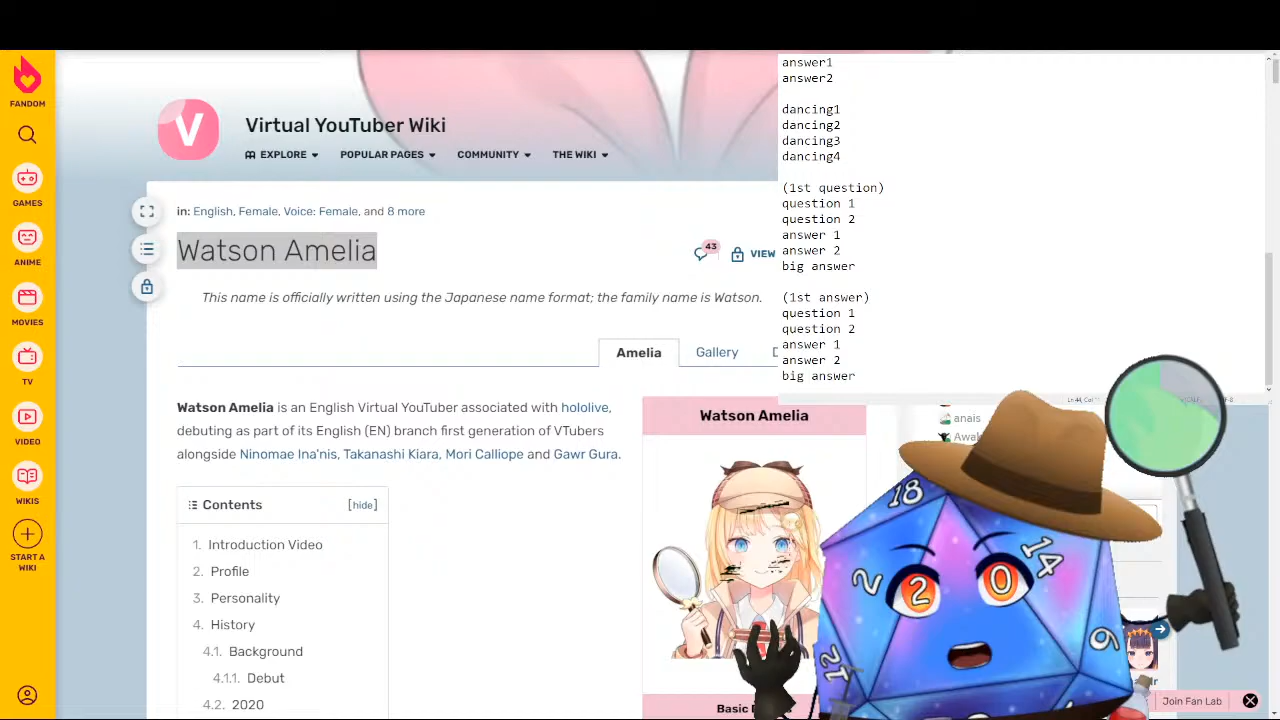 FANDOM
GAMES
ANIME
MOVIES
TV
VIDEO
WIKIS
START A
WIKI
V
Virtual YouTuber Wiki
EXPLORE
POPULAR PAGES
COMMUNITY
THE WIKI
in: English, Female, Voice: Female, and 8 more
Watson Amelia
43
VIEW
This name is officially written using the Japanese name format; the family name is Watson.
Amelia
Gallery
Watson Amelia is an English Virtual YouTuber associated with hololive,
debuting as part of its English (EN) branch first generation of VTubers
alongside Ninomae Ina'nis, Takanashi Kiara, Mori Calliope and Gawr Gura.
Contents
[hide]
1. Introduction Video
2. Profile
3. Personality
4. History
4.1. Background
4.1.1. Debut
4.2. 2020
Watson Amelia
Basic
answer1
answer2
dancing1
dancing2
dancing3
dancing4
(1st question)
question 1
question 2
answer 1
answer 2
big answer
(1st answer)
question 1
question 2
answer 1
answer 2
big answer
anais
18
14
2
2
0
9
12
Join Fan Lab